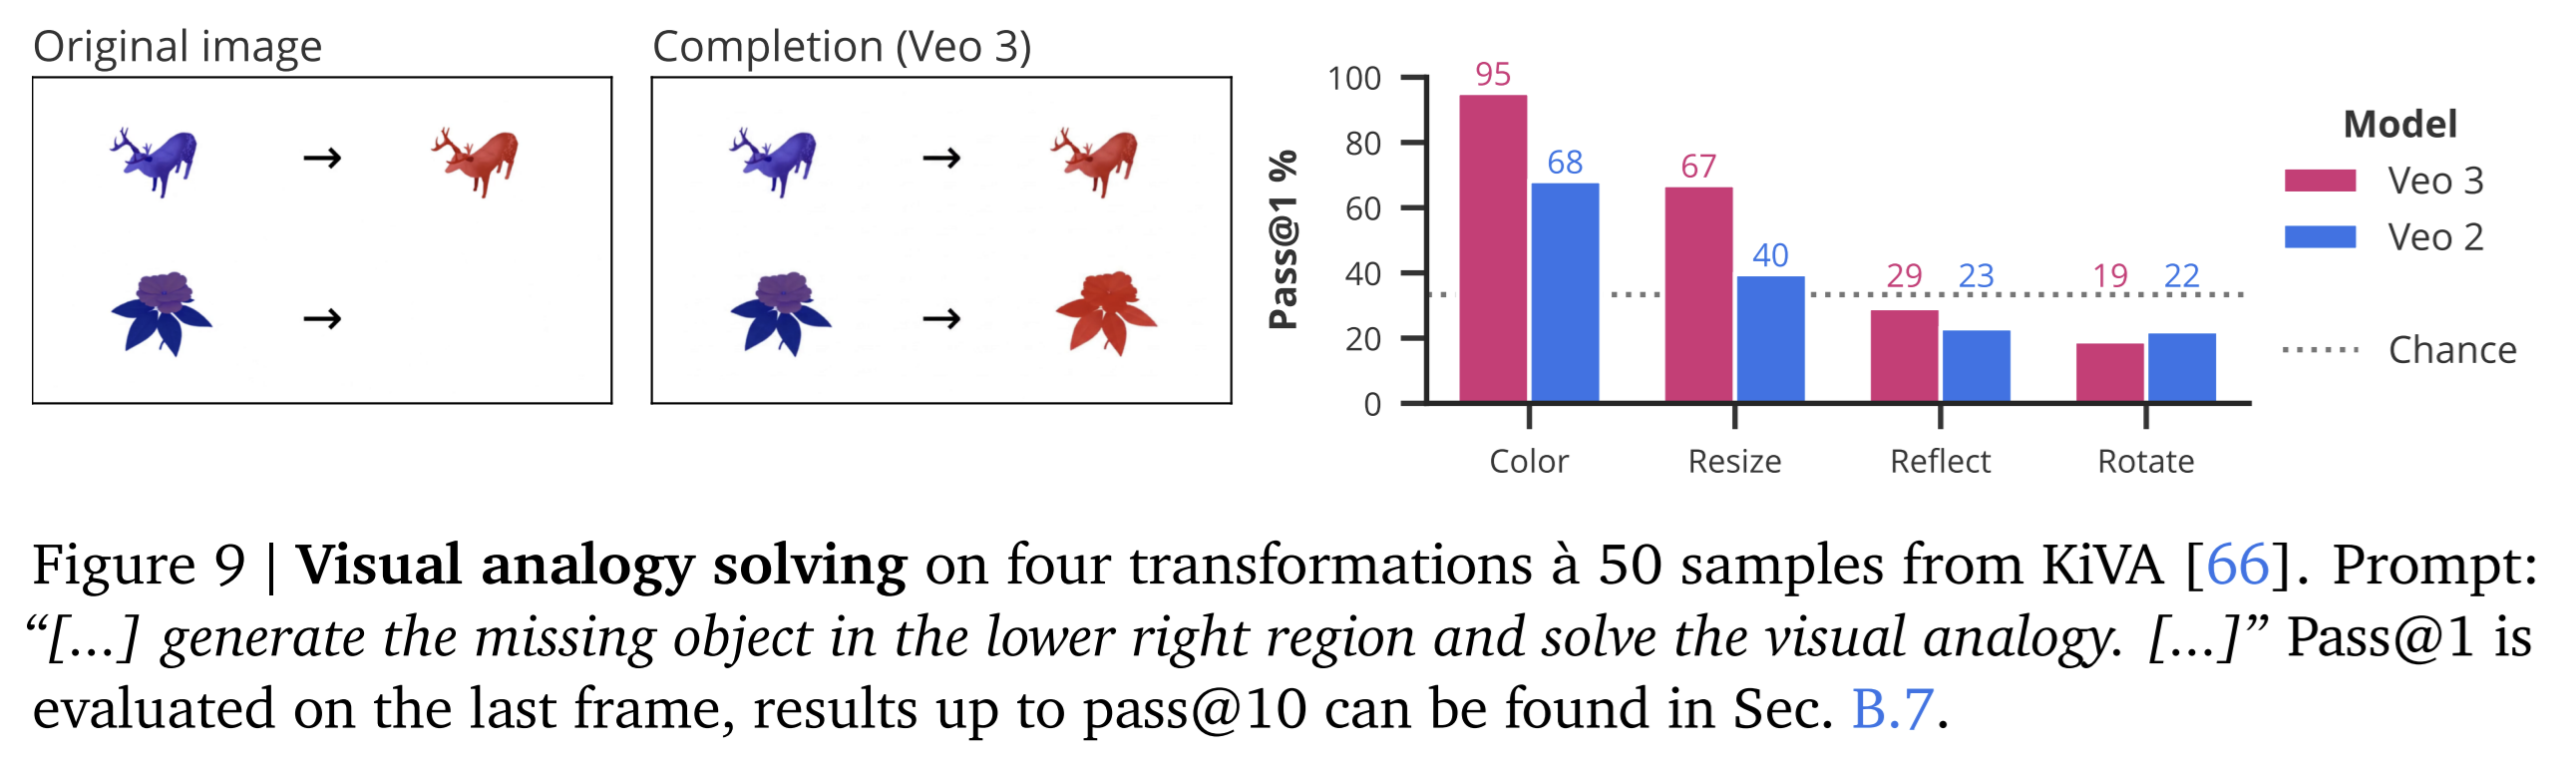 Original image
Completion (Veo 3)
→
→
→
→
Pass@1 %
100
80
60
40
20
0
95
68
67
40
29
23
19
22
Color
Resize
Reflect
Rotate
Model
Veo 3
Veo 2
Chance
Figure 9 | Visual analogy solving on four transformations à 50 samples from KiVA [66]. Prompt:
“[...] generate the missing object in the lower right region and solve the visual analogy. [...]” Pass@1 is
evaluated on the last frame, results up to pass@10 can be found in Sec. B.7.